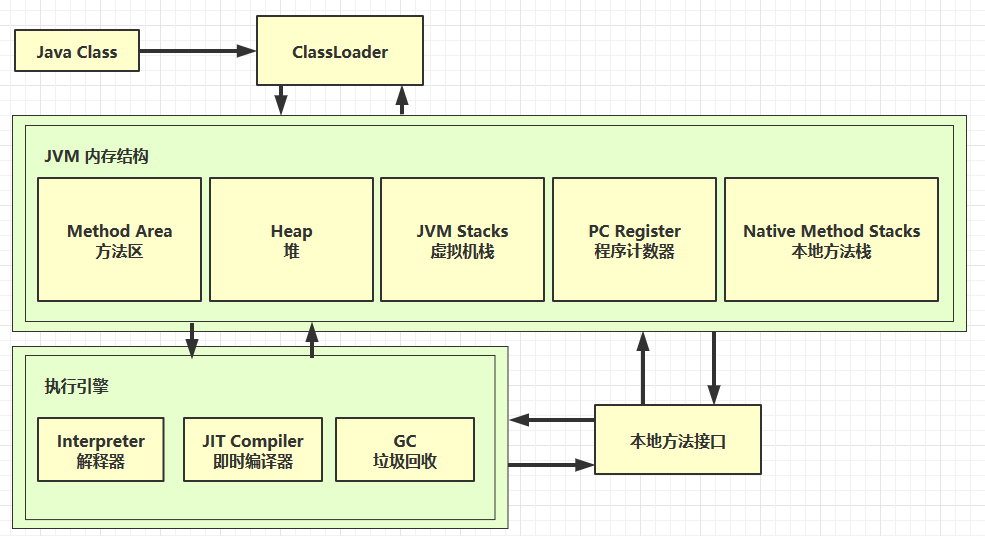 Java Class
ClassLoader
JVM 内存结构
Method Area
方法区
Heap
堆
JVM Stacks
虚拟机栈
PC Register
程序计数器
Native Method Stacks
本地方法栈
执行引擎
Interpreter
解释器
JIT Compiler
即时编译器
GC
垃圾回收
本地方法接口